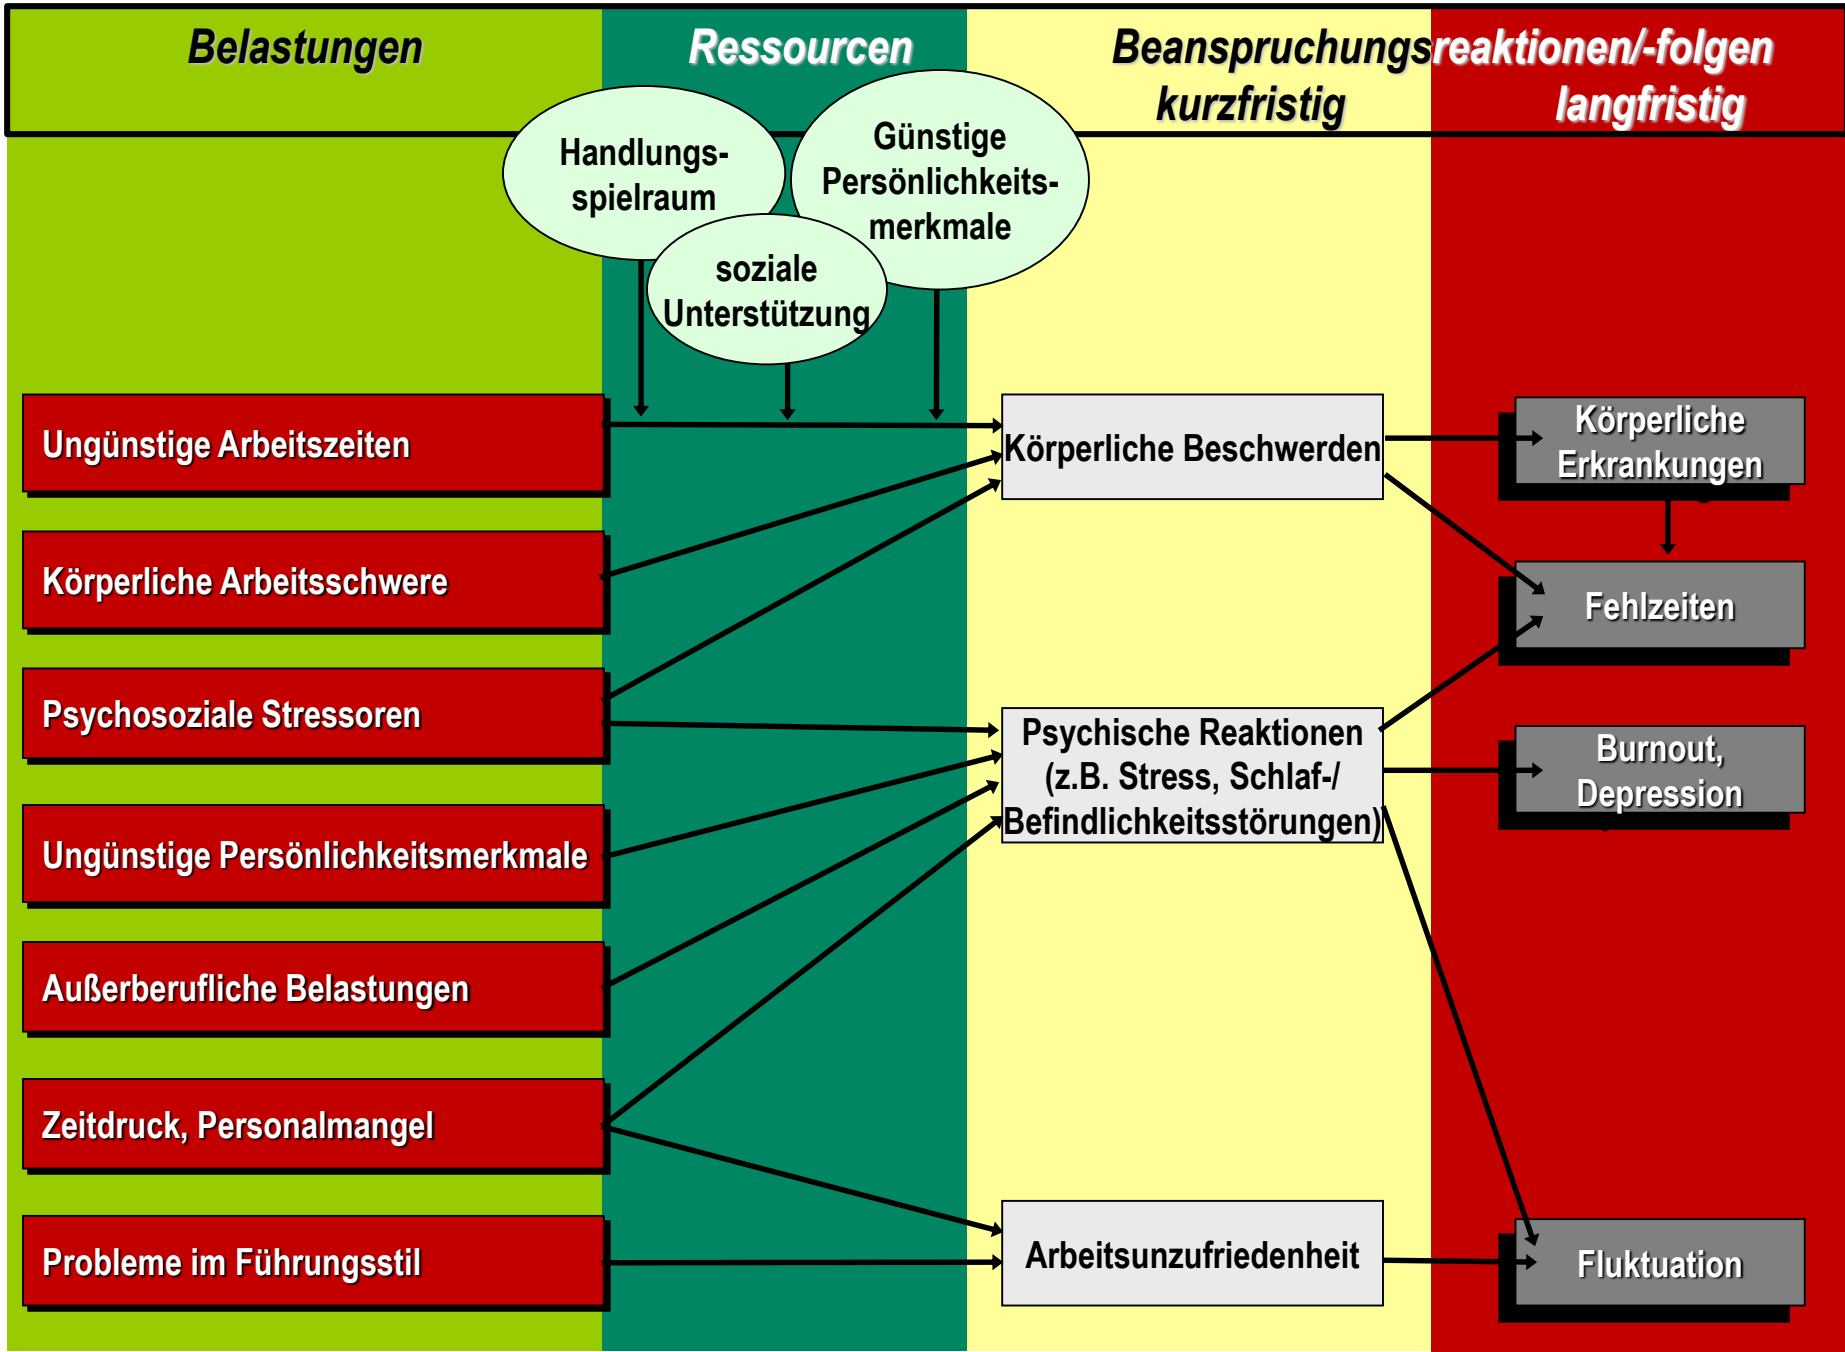 Belastungen
Ressourcen
Beanspruchungsreaktionen/-folgen
kurzfristig
langfristig
Handlungs-
spielraum
Günstige
Persönlichkeits-
merkmale
soziale
Unterstützung
Ungünstige Arbeitszeiten
Körperliche Arbeitsschwere
Psychosoziale Stressoren
Ungünstige Persönlichkeitsmerkmale
Außerberufliche Belastungen
Zeitdruck, Personalmangel
Probleme im Führungsstil
Körperliche Beschwerden
Psychische Reaktionen
(z.B. Stress, Schlaf-/
Befindlichkeitsstörungen)
Arbeitsunzufriedenheit
Körperliche
Erkrankungen
Fehlzeiten
Burnout,
Depression
Fluktuation